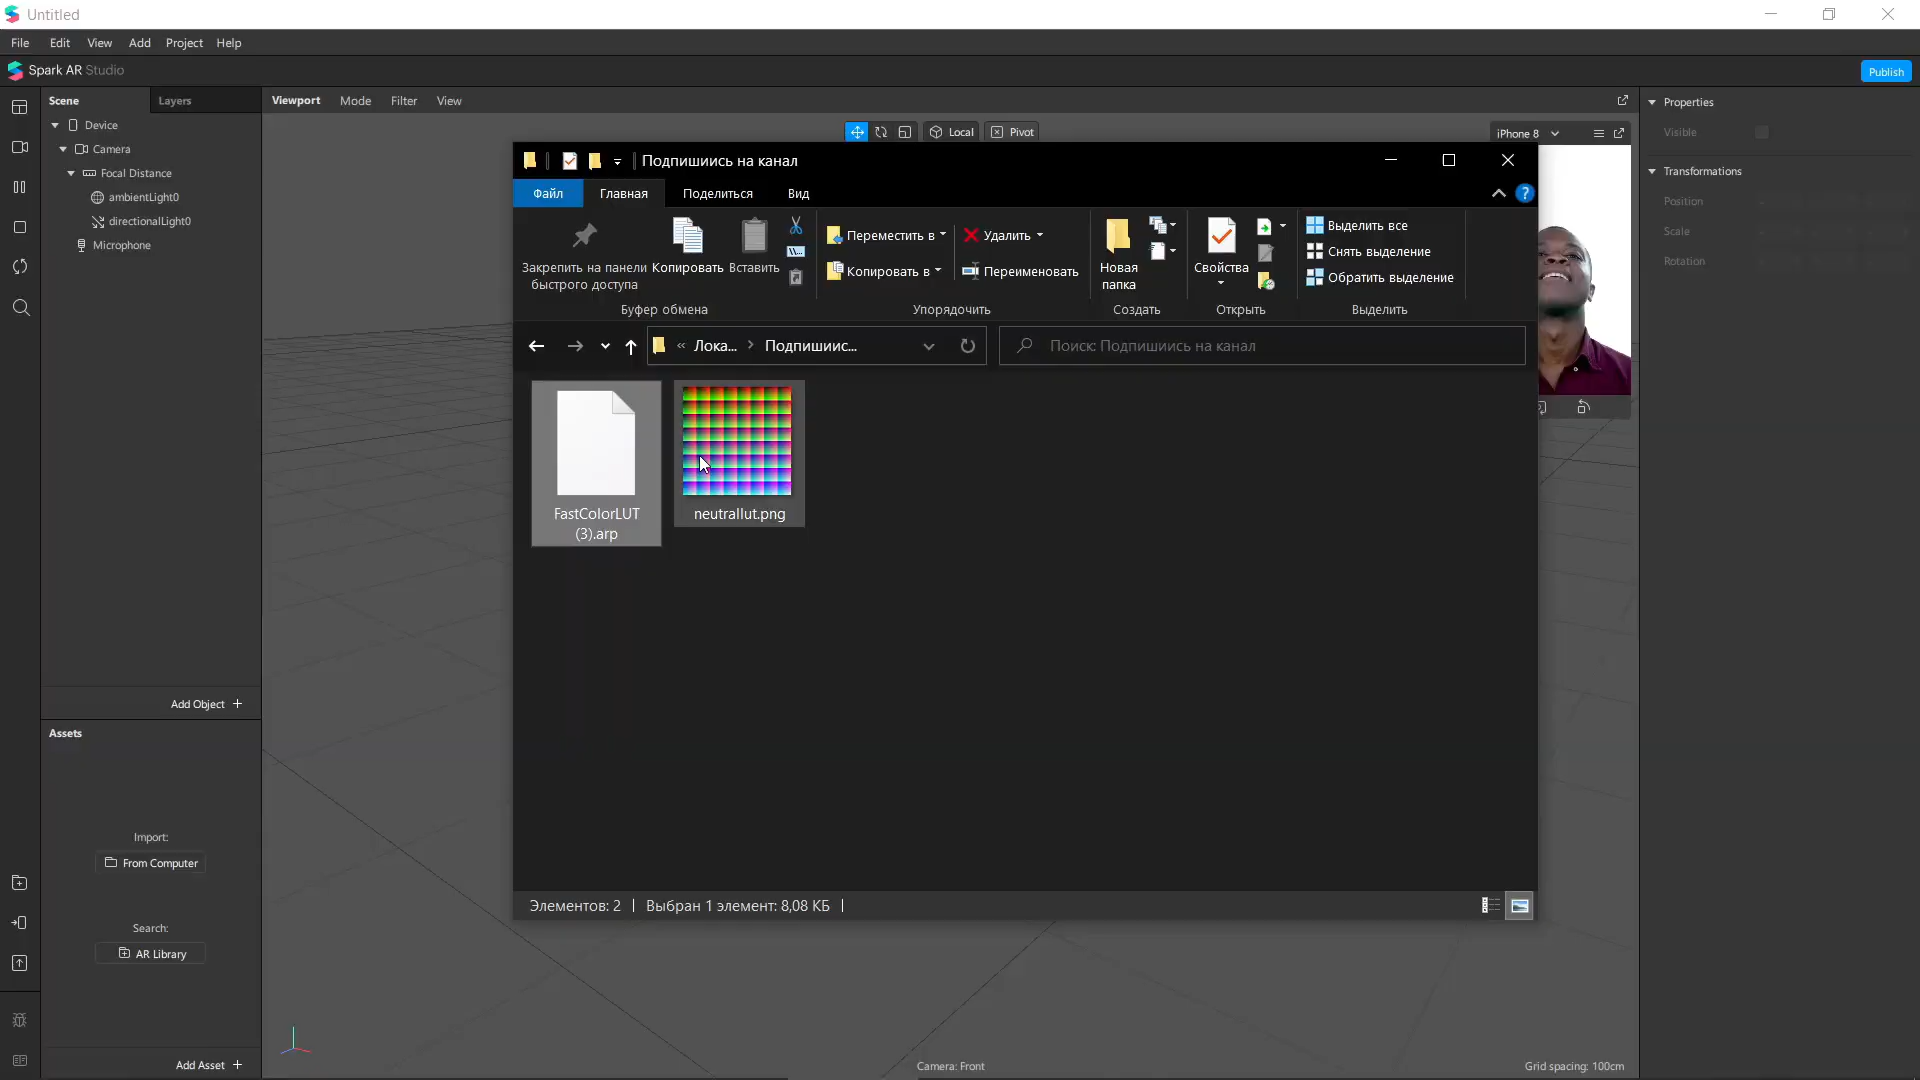 Untitled
File Edit View Add Project Help
Spark AR Studio
Publish
Scene Layers
Device
Camera
Focal Distance
ambientLight0
directionalLight0
Microphone
Add Object +
Assets
Import:
From Computer
Search:
AR Library
Add Asset +
Viewport Mode Filter View
Local Pivot
iPhone 8
Подпишиись на канал
Файл Главная Поделиться Вид
Закрепить на панели
быстрого доступа
Копировать
Вставить
Буфер обмена
Переместить в
Копировать в
Удалить
Переименовать
Упорядочить
Новая
папка
Создать
Свойства
Открыть
Выделить все
Снять выделение
Обратить выделение
Выделить
« Лока... > Подпишиис...
Поиск: Подпишиись на канал
FastColorLUT
(3).arp
neutrallut.png
Элементов: 2 | Выбран 1 элемент: 8,08 КБ |
Camera: Front
Grid spacing: 100cm
Properties
Visible
Transformations
Position
Scale
Rotation